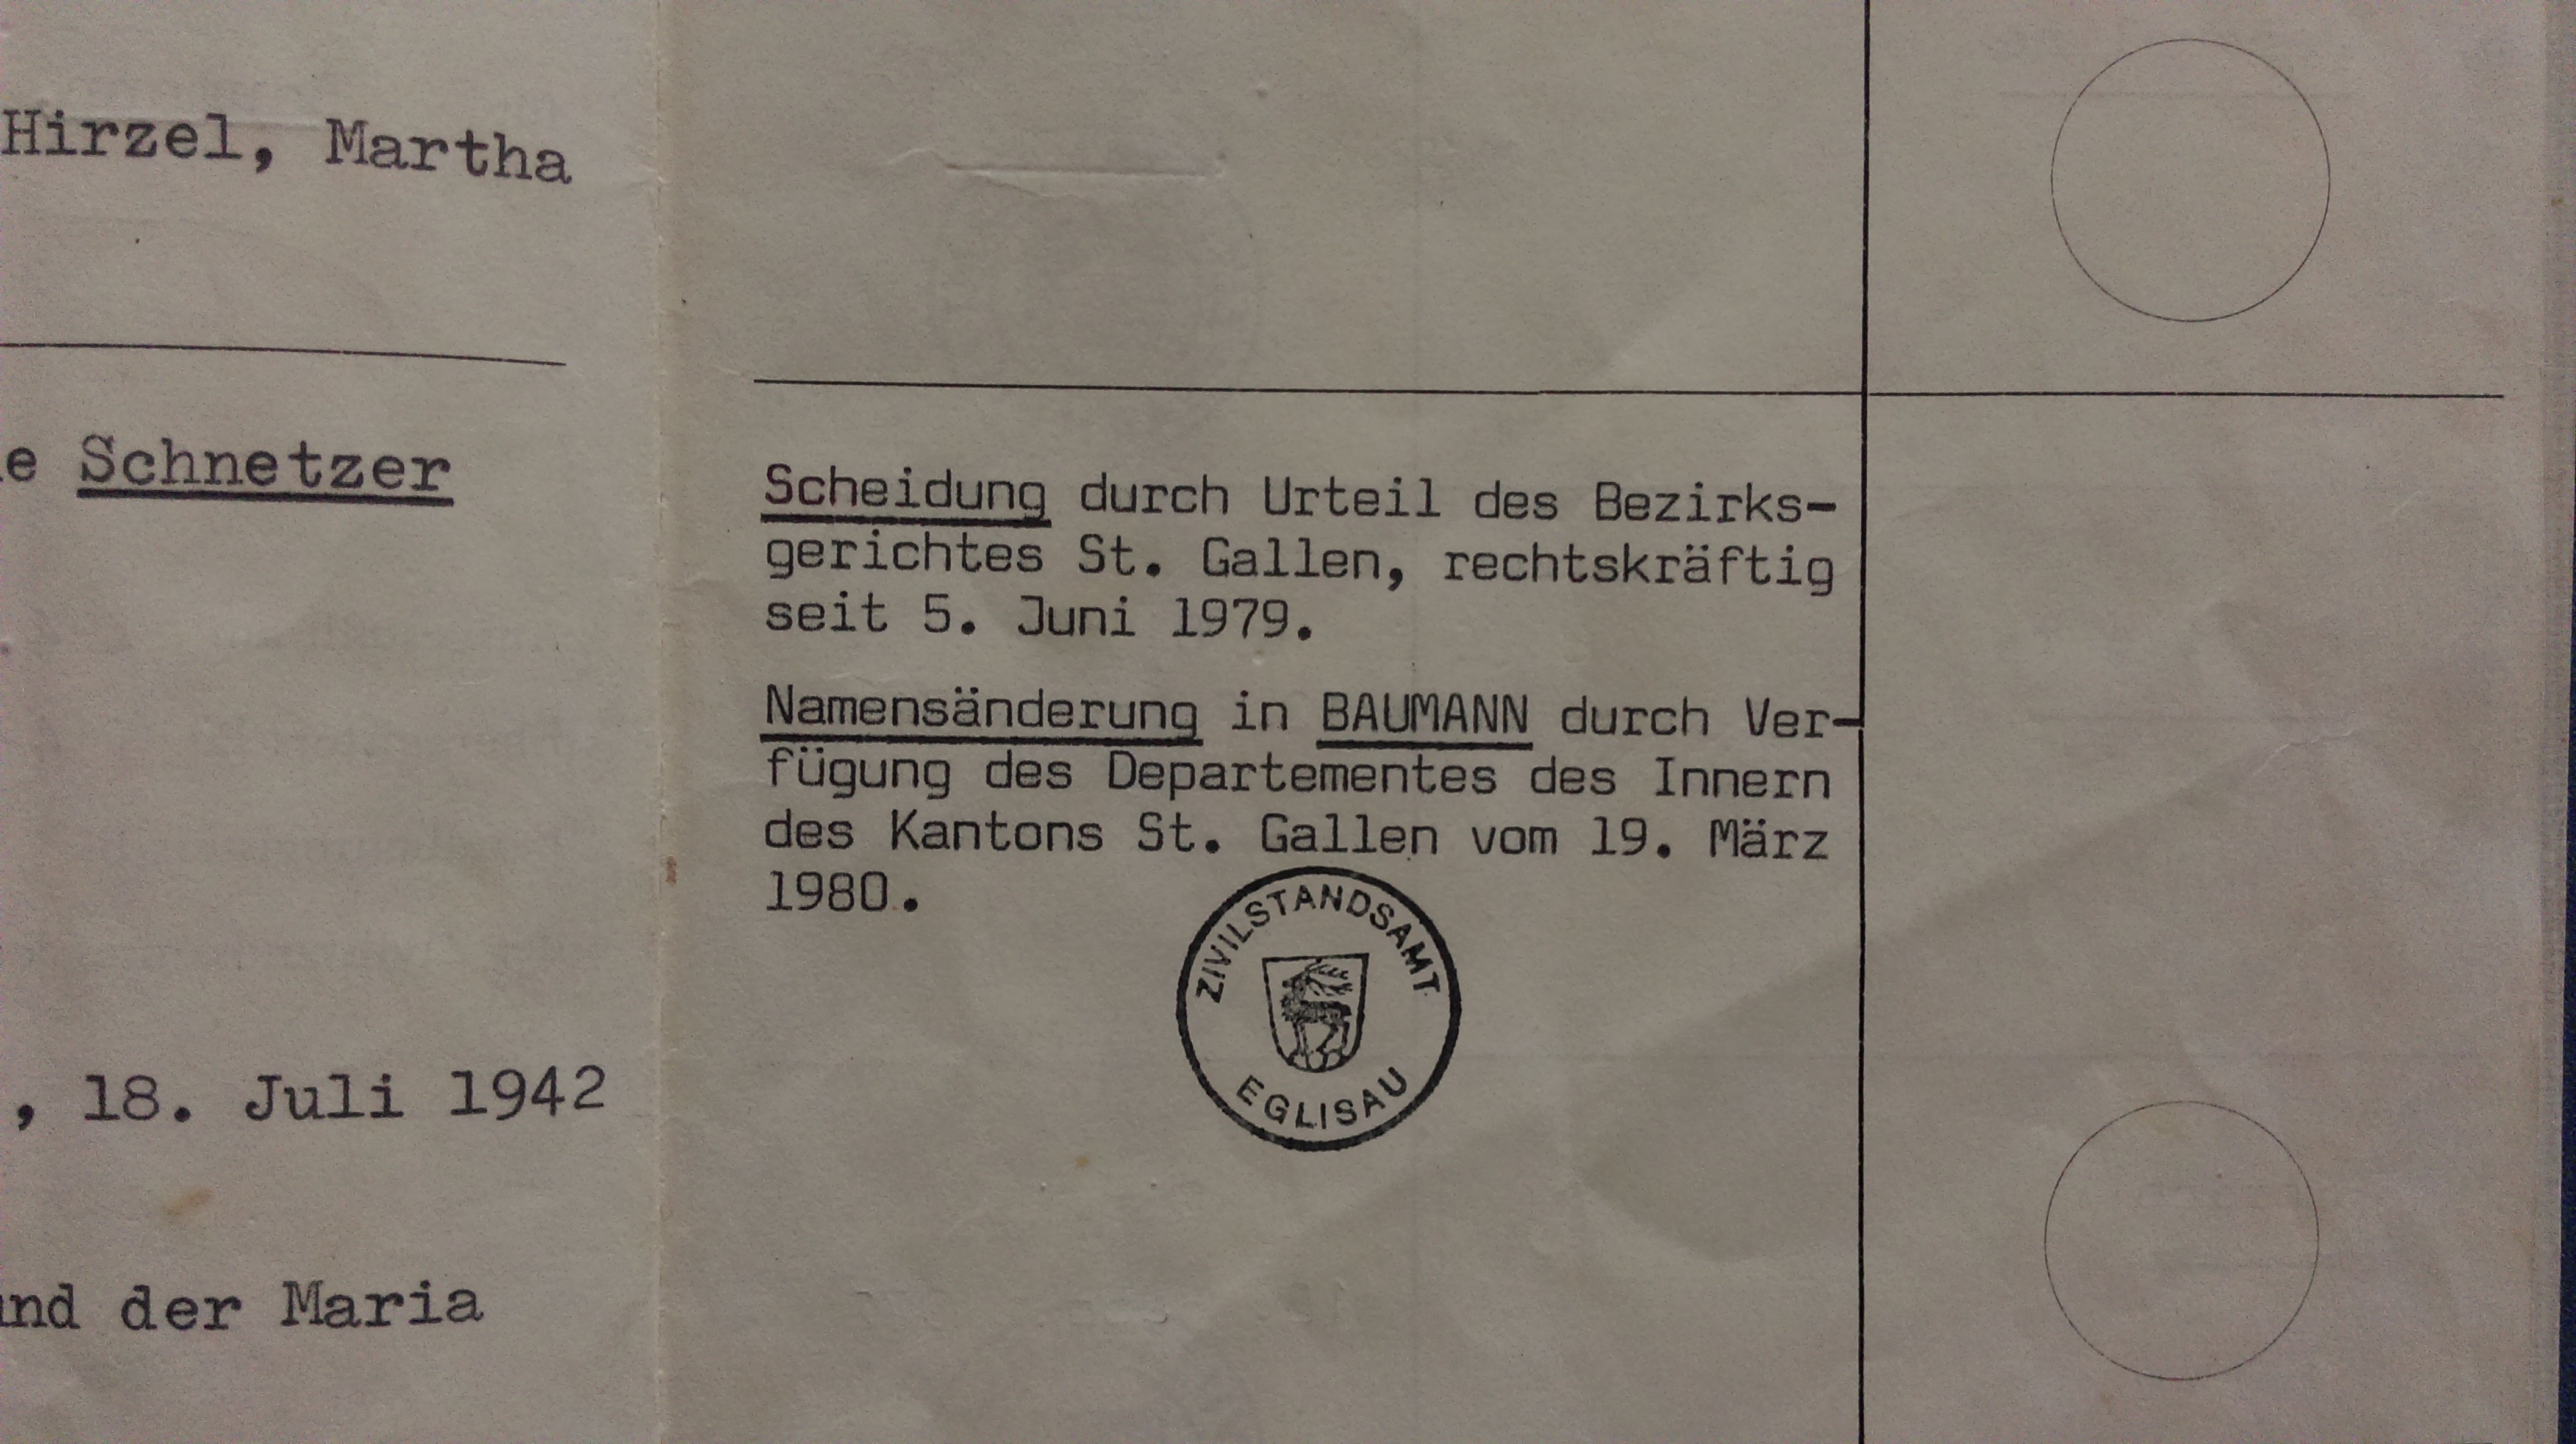 Hirzel, Martha
Schnetzer
, 18. Juli 1942
der Maria
Scheidung durch Urteil des Bezirks-
gerichtes St. Gallen, rechtskräftig
seit 5. Juni 1979.
Namensänderung in BAUMANN durch Ver-
fügung des Departementes des Innern
des Kantons St. Gallen vom 19. März
1980.
ZIVILSTANDSAMT
EGLISAU